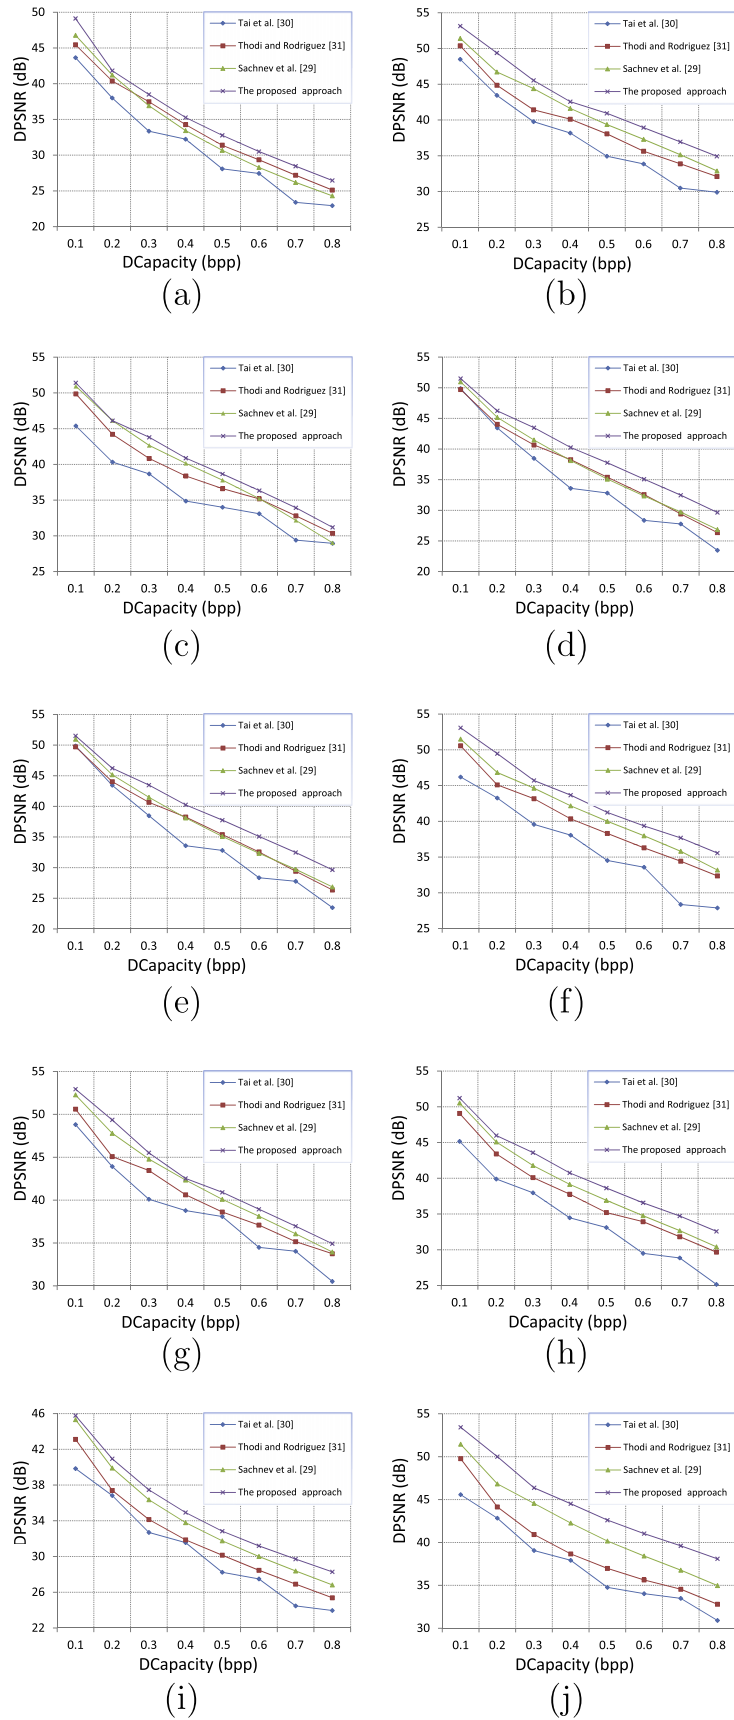 DPSNR (dB)
50
45
40
35
30
25
20
Tai et al. [30]
Thodi and Rodriguez [31]
Sachnev et al. [29]
The proposed approach
0.1 0.2 0.3 0.4 0.5 0.6 0.7 0.8
DCapacity (bpp)
(a)
DPSNR (dB)
55
50
45
40
35
30
25
Tai et al. [30]
Thodi and Rodriguez [31]
Sachnev et al. [29]
The proposed approach
0.1 0.2 0.3 0.4 0.5 0.6 0.7 0.8
DCapacity (bpp)
(b)
DPSNR (dB)
55
50
45
40
35
30
25
Tai et al. [30]
Thodi and Rodriguez [31]
Sachnev et al. [29]
The proposed approach
0.1 0.2 0.3 0.4 0.5 0.6 0.7 0.8
DCapacity (bpp)
(c)
DPSNR (dB)
55
50
45
40
35
30
25
20
Tai et al. [30]
Thodi and Rodriguez [31]
Sachnev et al. [29]
The proposed approach
0.1 0.2 0.3 0.4 0.5 0.6 0.7 0.8
DCapacity (bpp)
(d)
DPSNR (dB)
55
50
45
40
35
30
25
20
Tai et al. [30]
Thodi and Rodriguez [31]
Sachnev et al. [29]
The proposed approach
0.1 0.2 0.3 0.4 0.5 0.6 0.7 0.8
DCapacity (bpp)
(e)
DPSNR (dB)
55
50
45
40
35
30
25
Tai et al. [30]
Thodi and Rodriguez [31]
Sachnev et al. [29]
The proposed approach
0.1 0.2 0.3 0.4 0.5 0.6 0.7 0.8
DCapacity (bpp)
(f)
DPSNR (dB)
55
50
45
40
35
30
Tai et al. [30]
Thodi and Rodriguez [31]
Sachnev et al. [29]
The proposed approach
0.1 0.2 0.3 0.4 0.5 0.6 0.7 0.8
DCapacity (bpp)
(g)
DPSNR (dB)
55
50
45
40
35
30
25
Tai et al. [30]
Thodi and Rodriguez [31]
Sachnev et al. [29]
The proposed approach
0.1 0.2 0.3 0.4 0.5 0.6 0.7 0.8
DCapacity (bpp)
(h)
DPSNR (dB)
46
42
38
34
30
26
22
Tai et al. [30]
Thodi and Rodriguez [31]
Sachnev et al. [29]
The proposed approach
0.1 0.2 0.3 0.4 0.5 0.6 0.7 0.8
DCapacity (bpp)
(i)
DPSNR (dB)
55
50
45
40
35
30
Tai et al. [30]
Thodi and Rodriguez [31]
Sachnev et al. [29]
The proposed approach
0.1 0.2 0.3 0.4 0.5 0.6 0.7 0.8
DCapacity (bpp)
(j)